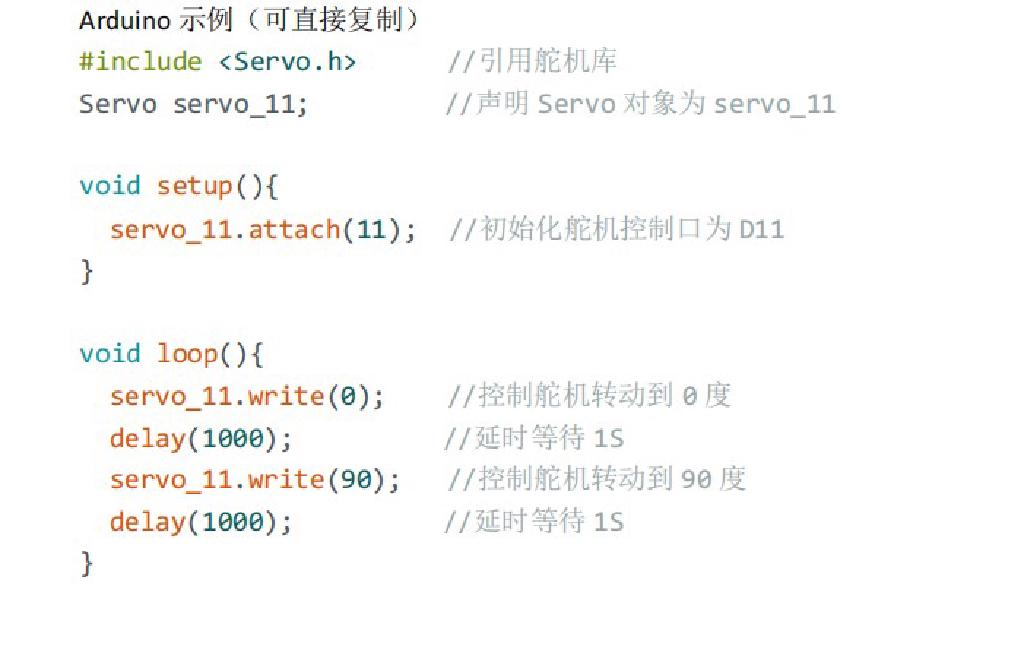 Arduino 示例（可直接复制）
#include <Servo.h> //引用舵机库
Servo servo_11; //声明 Servo 对象为 servo_11
void setup(){
servo_11.attach(11); //初始化舵机控制口为 D11
}
void loop(){
servo_11.write(0); //控制舵机转动到 0 度
delay(1000); //延时等待 1S
servo_11.write(90); //控制舵机转动到 90 度
delay(1000); //延时等待 1S
}